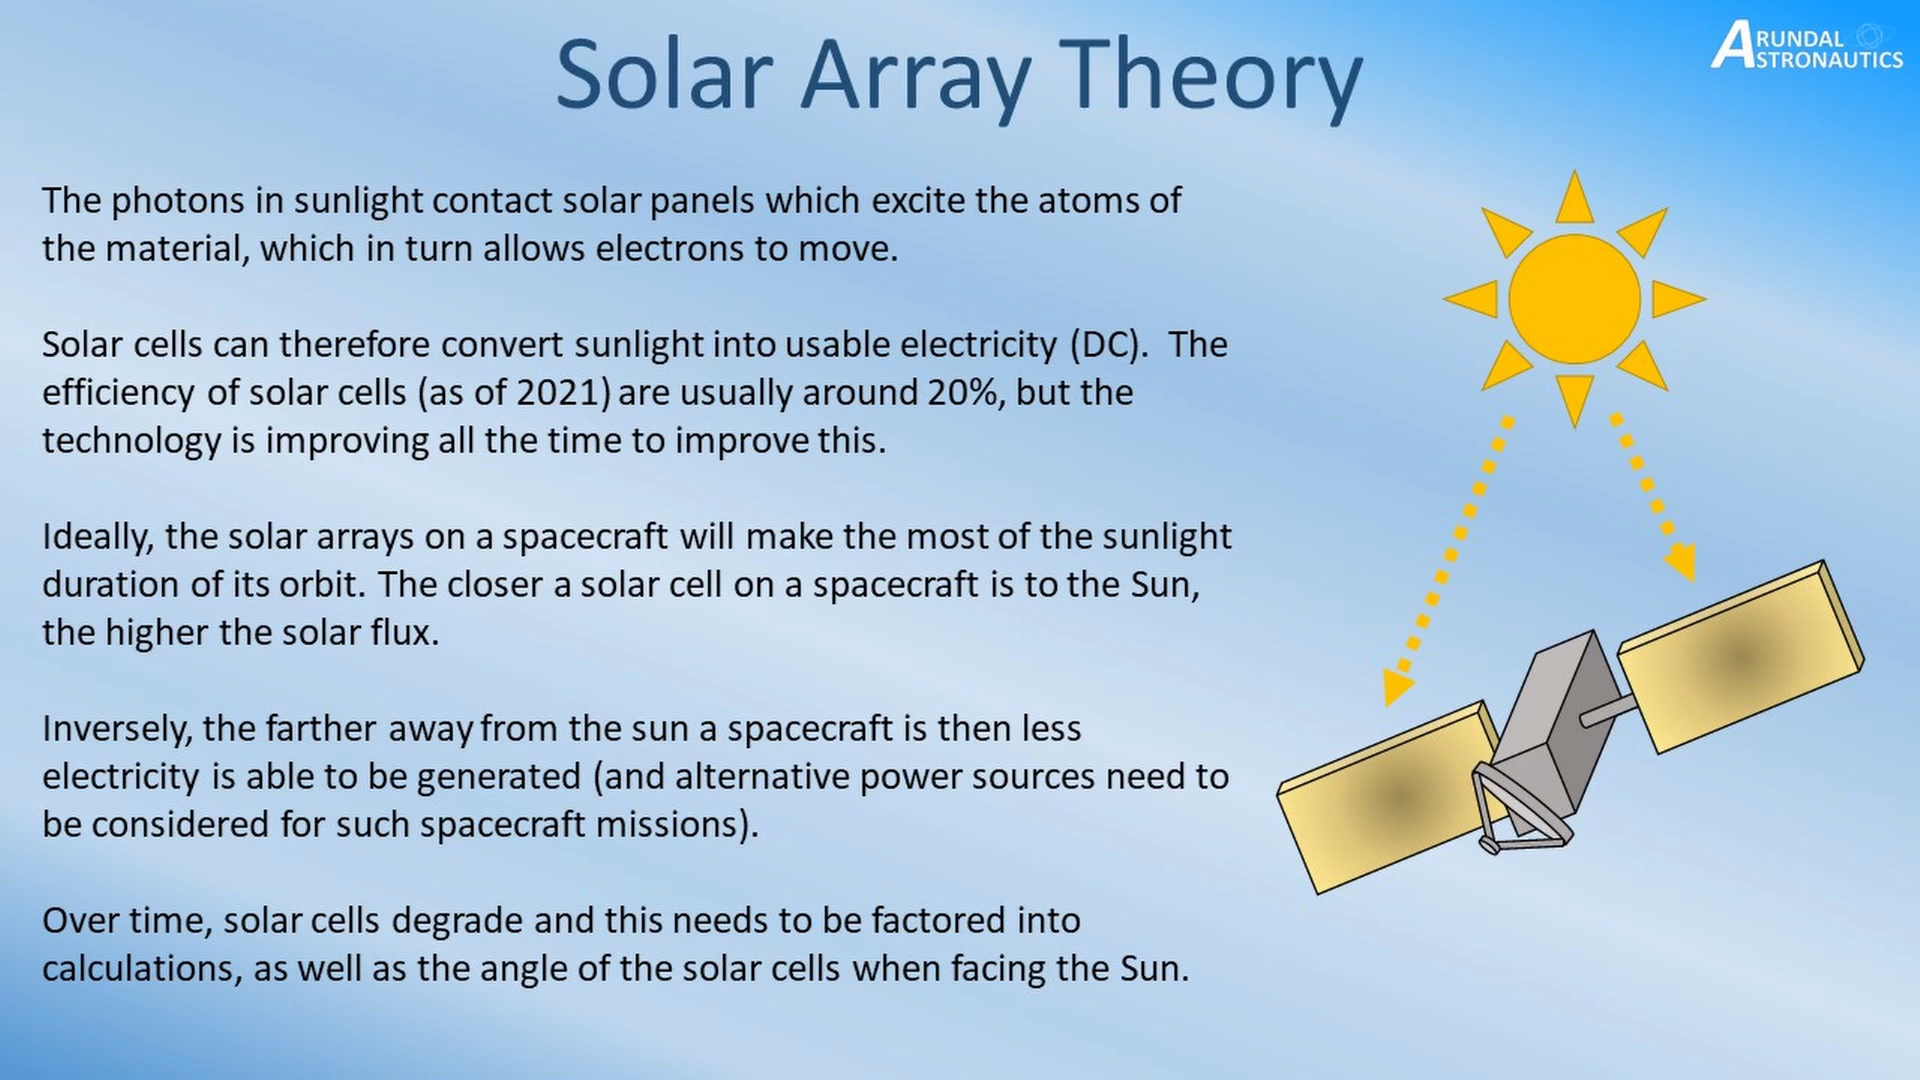 Solar Array Theory
ARUNDAL
ASTRONAUTICS
The photons in sunlight contact solar panels which excite the atoms of
the material, which in turn allows electrons to move.
Solar cells can therefore convert sunlight into usable electricity (DC).  The
efficiency of solar cells (as of 2021) are usually around 20%, but the
technology is improving all the time to improve this.
Ideally, the solar arrays on a spacecraft will make the most of the sunlight
duration of its orbit. The closer a solar cell on a spacecraft is to the Sun,
the higher the solar flux.
Inversely, the farther away from the sun a spacecraft is then less
electricity is able to be generated (and alternative power sources need to
be considered for such spacecraft missions).
Over time, solar cells degrade and this needs to be factored into
calculations, as well as the angle of the solar cells when facing the Sun.